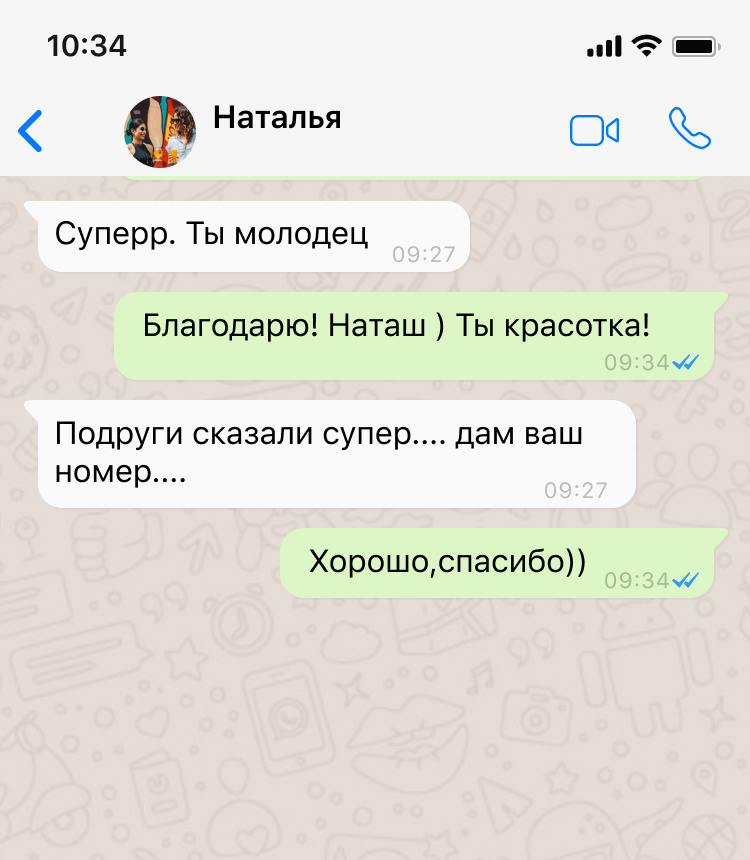 10:34
Наталья
Суперр. Ты молодец
09:27
Благодарю! Наташ ) Ты красотка!
09:34
Подруги сказали супер.... дам ваш
номер....
09:27
Хорошо,спасибо))
09:34